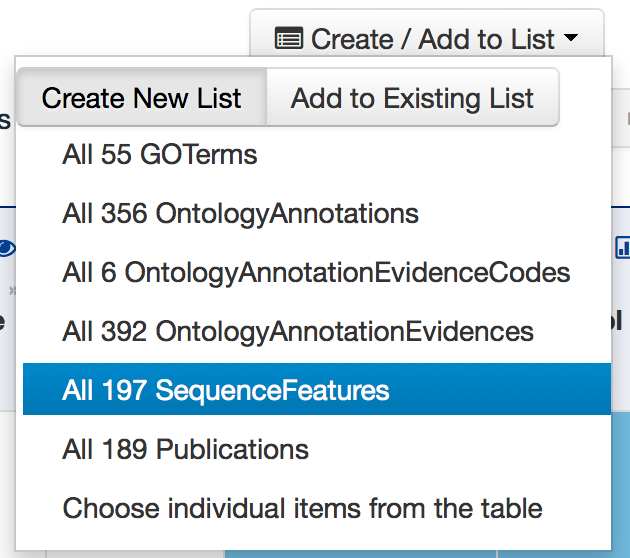 Create / Add to List
Create New List
Add to Existing List
s
All 55 GOTerms
All 356 OntologyAnnotations
All 6 OntologyAnnotationEvidenceCodes
All 392 OntologyAnnotationEvidences
e
ol
All 197 SequenceFeatures
All 189 Publications
Choose individual items from the table